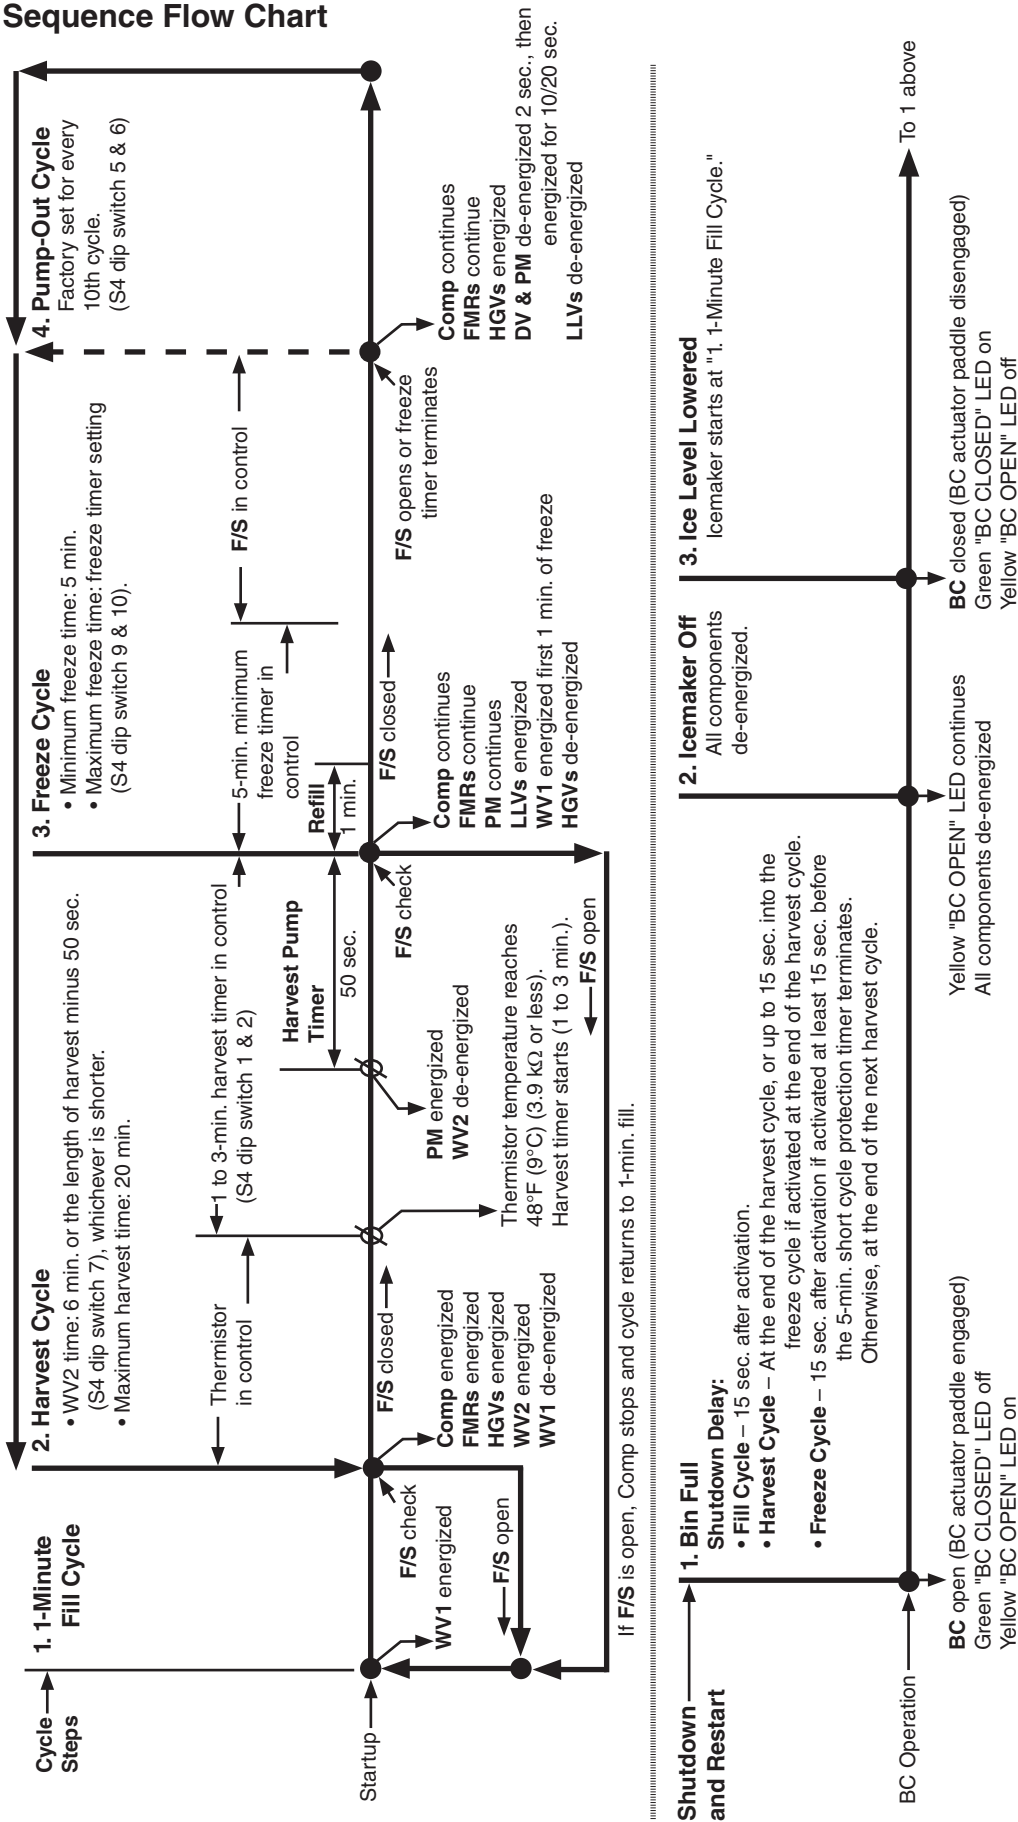 Sequence Flow Chart
Cycle
Steps
1. 1-Minute
Fill Cycle
2. Harvest Cycle
• WV2 time: 6 min. or the length of harvest minus 50 sec.
(S4 dip switch 7), whichever is shorter.
• Maximum harvest time: 20 min.
3. Freeze Cycle
• Minimum freeze time: 5 min.
• Maximum freeze time: freeze timer setting
(S4 dip switch 9 & 10).
4. Pump-Out Cycle
Factory set for every
10th cycle.
(S4 dip switch 5 & 6)
Thermistor
in control
1 to 3-min. harvest timer in control
(S4 dip switch 1 & 2)
5-min. minimum
freeze timer in
control
F/S in control
Harvest Pump
Timer
50 sec.
Refill
1 min.
Startup
WV1 energized
F/S check
F/S open
F/S closed
Comp energized
FMRs energized
HGVs energized
WV2 energized
WV1 de-energized
Thermistor temperature reaches
48°F (9°C) (3.9 kΩ or less).
Harvest timer starts (1 to 3 min.).
PM energized
WV2 de-energized
F/S check
F/S open
F/S closed
Comp continues
FMRs continue
PM continues
LLVs energized
WV1 energized first 1 min. of freeze
HGVs de-energized
F/S opens or freeze
timer terminates
Comp continues
FMRs continue
HGVs energized
DV & PM de-energized 2 sec., then
energized for 10/20 sec.
LLVs de-energized
If F/S is open, Comp stops and cycle returns to 1-min. fill.
Shutdown
and Restart
1. Bin Full
Shutdown Delay:
• Fill Cycle – 15 sec. after activation.
• Harvest Cycle – At the end of the harvest cycle, or up to 15 sec. into the
freeze cycle if activated at the end of the harvest cycle.
• Freeze Cycle – 15 sec. after activation if activated at least 15 sec. before
the 5-min. short cycle protection timer terminates.
Otherwise, at the end of the next harvest cycle.
2. Icemaker Off
All components
de-energized.
3. Ice Level Lowered
Icemaker starts at "1. 1-Minute Fill Cycle."
BC Operation
To 1 above
BC open (BC actuator paddle engaged)
Green "BC CLOSED" LED off
Yellow "BC OPEN" LED on
Yellow "BC OPEN" LED continues
All components de-energized
BC closed (BC actuator paddle disengaged)
Green "BC CLOSED" LED on
Yellow "BC OPEN" LED off